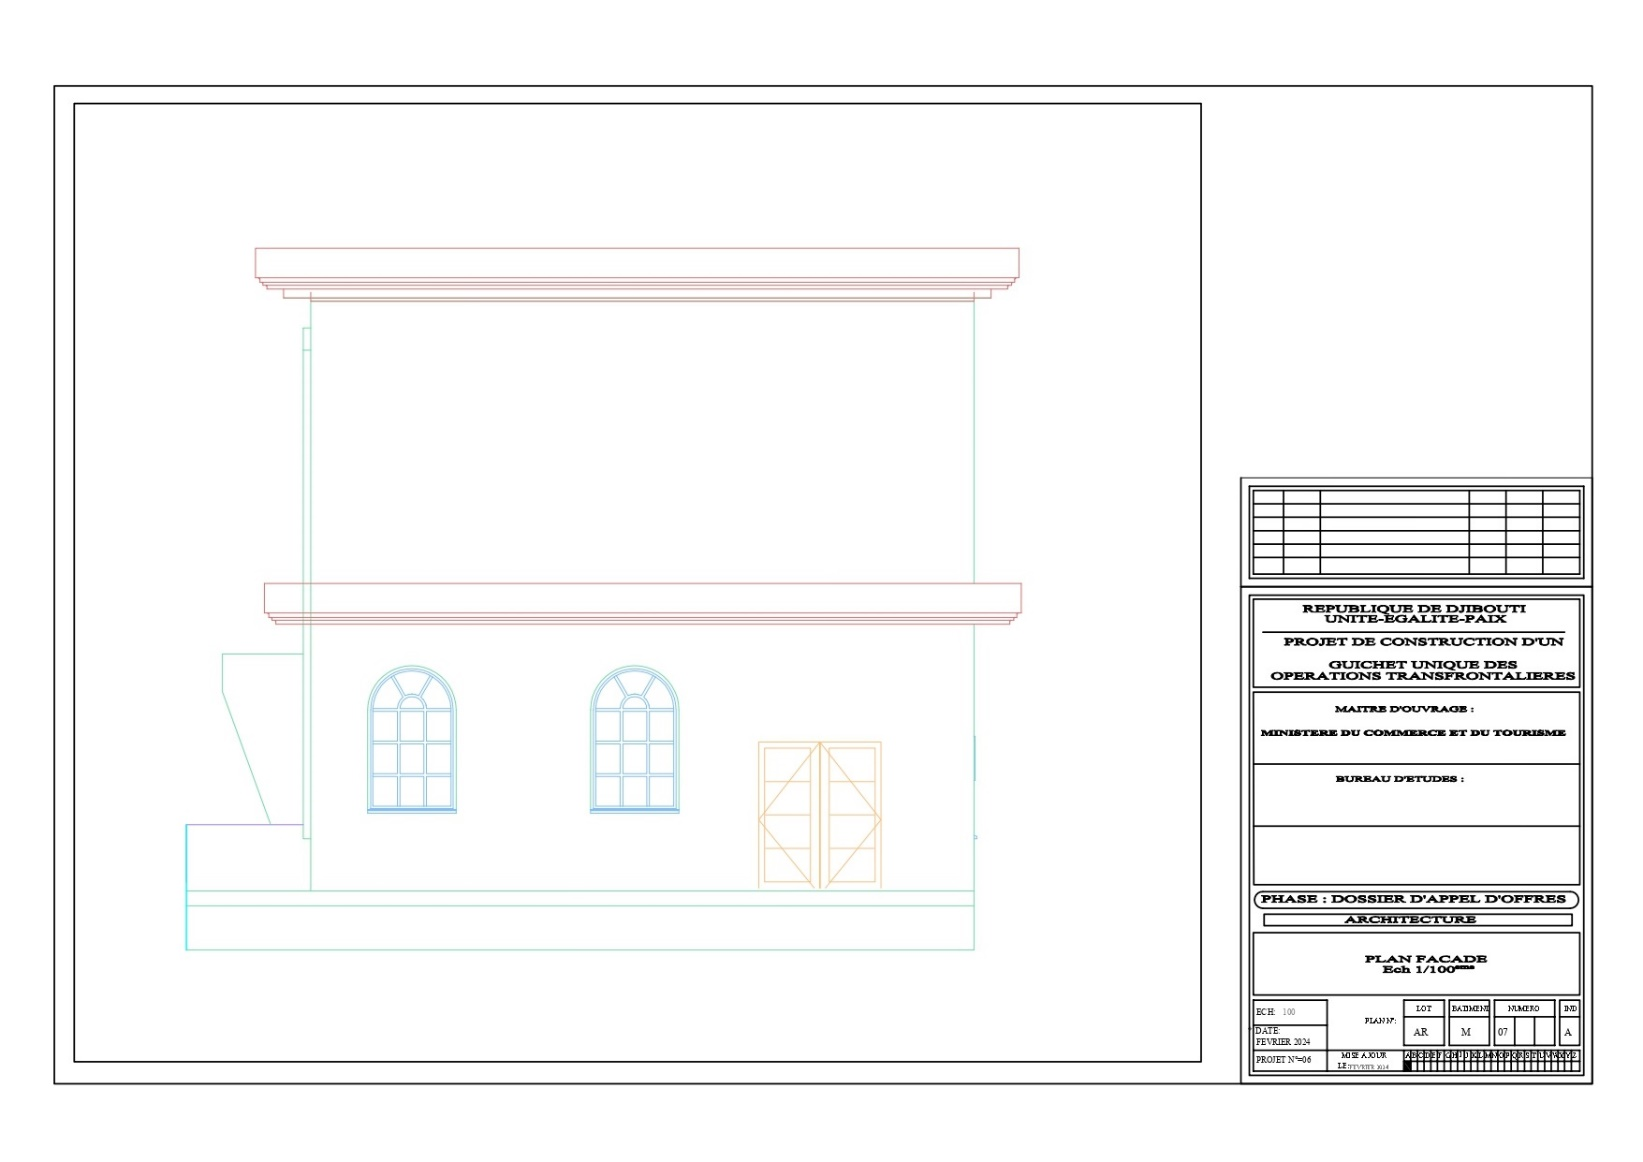 REPUBLIQUE DE DJIBOUTI
UNITE-EGALITE-PAIX
PROJET DE CONSTRUCTION D'UN
GUICHET UNIQUE DES
OPERATIONS TRANSFRONTALIERES
MAITRE D'OUVRAGE :
MINISTERE DU COMMERCE ET DU TOURISME
BUREAU D'ETUDES :
PHASE : DOSSIER D'APPEL D'OFFRES
ARCHITECTURE
PLAN FACADE
Ech 1/100eme
ECH: 100
DATE:
FEVRIER 2024
PROJET N°=06
PLAN N°:
LOT BATIMENT NUMERO IND
AR M 07 A
MISE A JOUR
LE: FEVRIER 2024
A B C D E F G H I J K L M N O P Q R S T U V W X Y Z